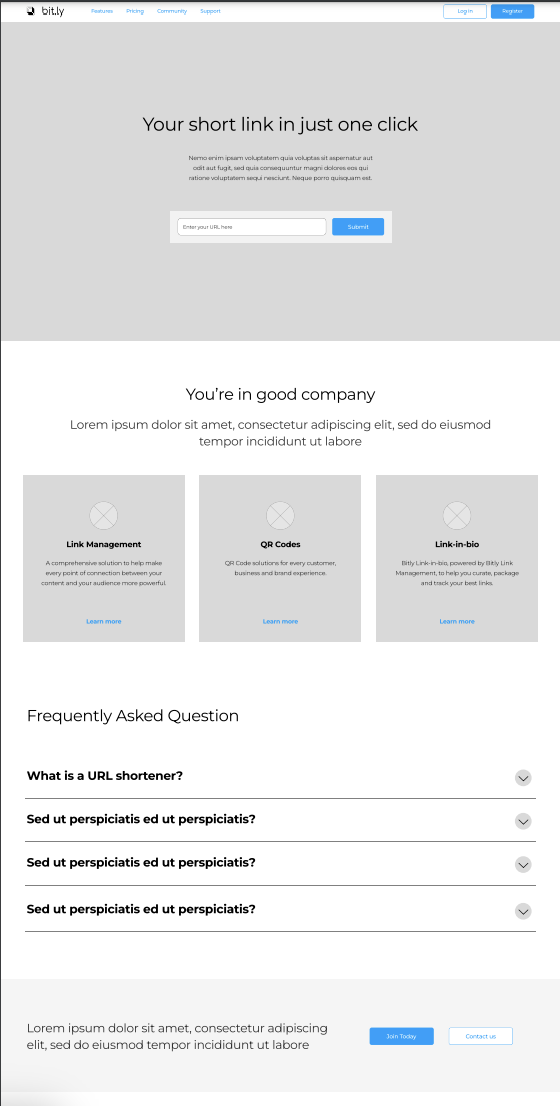 bit.ly
Features Pricing Community Support
Log in Register
Your short link in just one click
Nemo enim ipsam voluptatem quia voluptas sit aspernatur aut
odit aut fugit, sed quia consequuntur magni dolores eos qui
ratione voluptatem sequi nesciunt. Neque porro quisquam est.
Enter your URL here Submit
You’re in good company
Lorem ipsum dolor sit amet, consectetur adipiscing elit, sed do eiusmod
tempor incididunt ut labore
Link Management
A comprehensive solution to help make
every point of connection between your
content and your audience more powerful.
Learn more
QR Codes
QR Code solutions for every customer,
business and brand experience.
Learn more
Link-in-bio
Bitly Link-in-bio, powered by Bitly Link
Management, to help you curate, package
and track your best links.
Learn more
Frequently Asked Question
What is a URL shortener?
Sed ut perspiciatis ed ut perspiciatis?
Sed ut perspiciatis ed ut perspiciatis?
Sed ut perspiciatis ed ut perspiciatis?
Lorem ipsum dolor sit amet, consectetur adipiscing
elit, sed do eiusmod tempor incididunt ut labore
Join Today Contact us